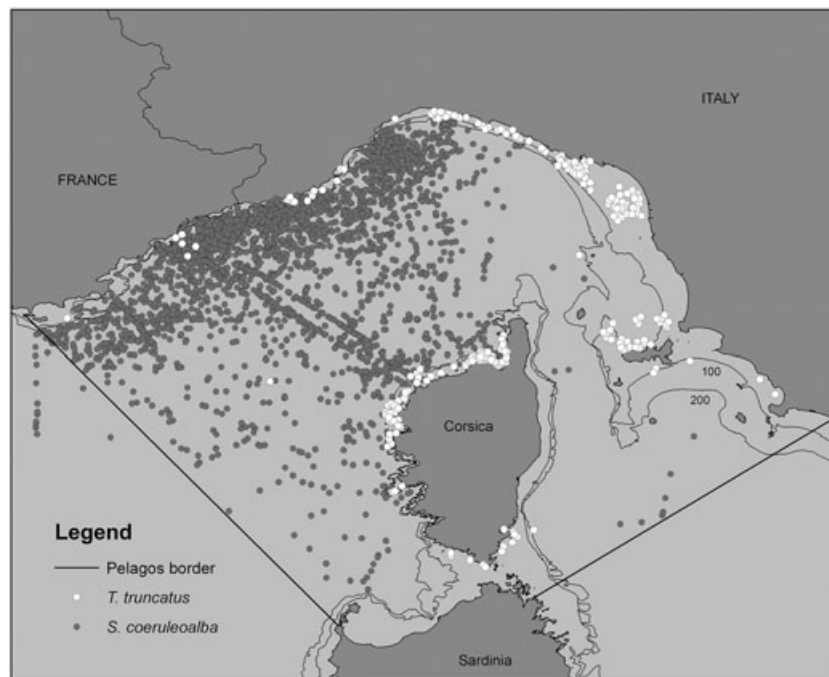 ITALY
FRANCE
100
200
Corsica
Legend
Pelagos border
T. truncatus
S. coeruleoalba
Sardinia